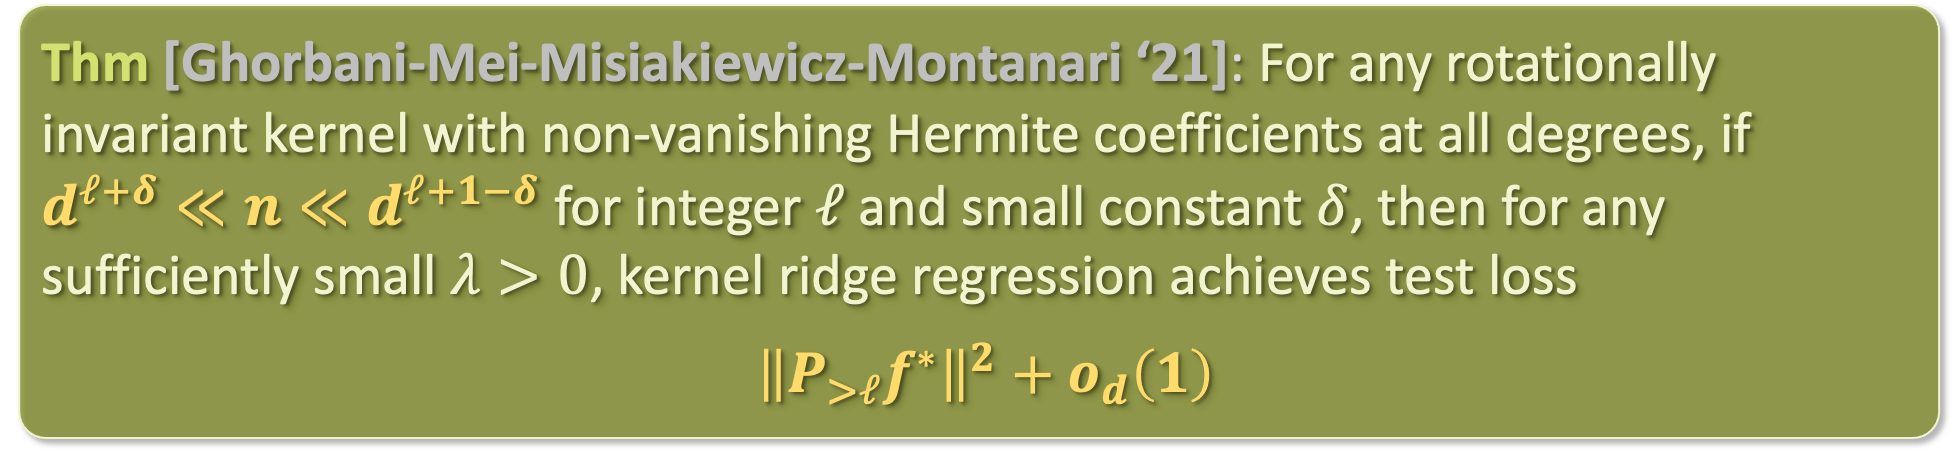 Thm [Ghorbani-Mei-Misiakiewicz-Montanari ‘21]: For any rotationally
invariant kernel with non-vanishing Hermite coefficients at all degrees, if
d^{ℓ+δ} ≪ n ≪ d^{ℓ+1−δ} for integer ℓ and small constant δ, then for any
sufficiently small λ > 0, kernel ridge regression achieves test loss
‖P_{>ℓ}f^*‖^2 + o_d(1)